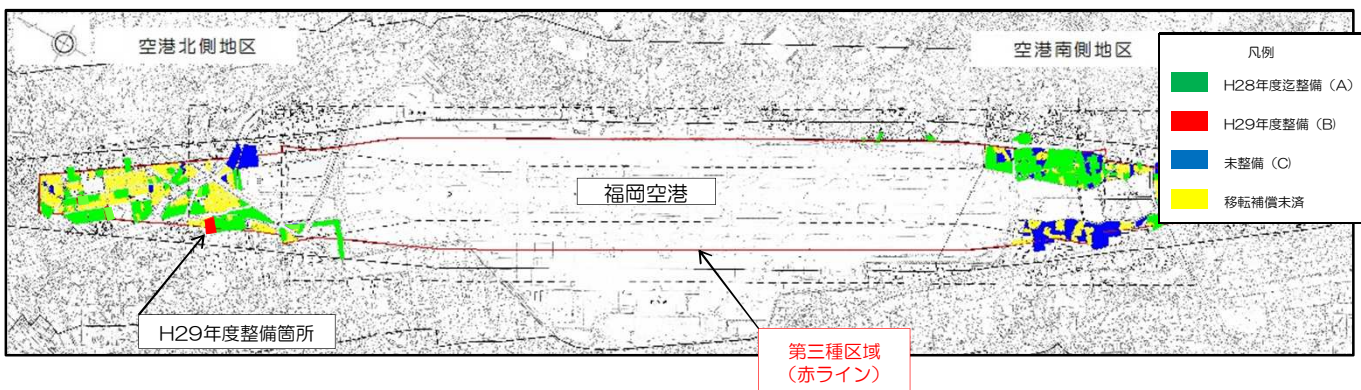 空港北側地区
空港南側地区
凡例
H28年度迄整備（A）
H29年度整備（B）
未整備（C）
移転補償未済
福岡空港
H29年度整備箇所
第三種区域
（赤ライン）